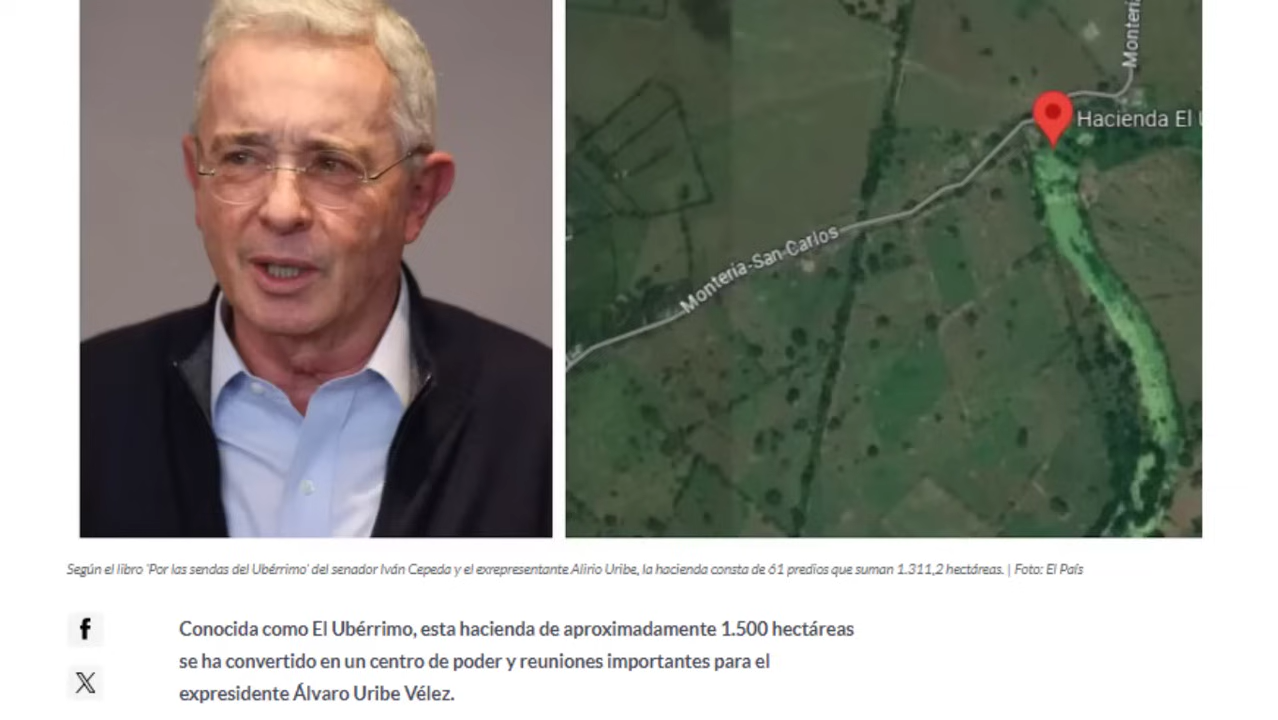 Montería
Hacienda El U
Montería-San Carlos
Según el libro 'Por las sendas del Ubérrimo' del senador Iván Cepeda y el exrepresentante Alirio Uribe, la hacienda consta de 61 predios que suman 1.311,2 hectáreas. | Foto: El País
Conocida como El Ubérrimo, esta hacienda de aproximadamente 1.500 hectáreas
se ha convertido en un centro de poder y reuniones importantes para el
expresidente Álvaro Uribe Vélez.